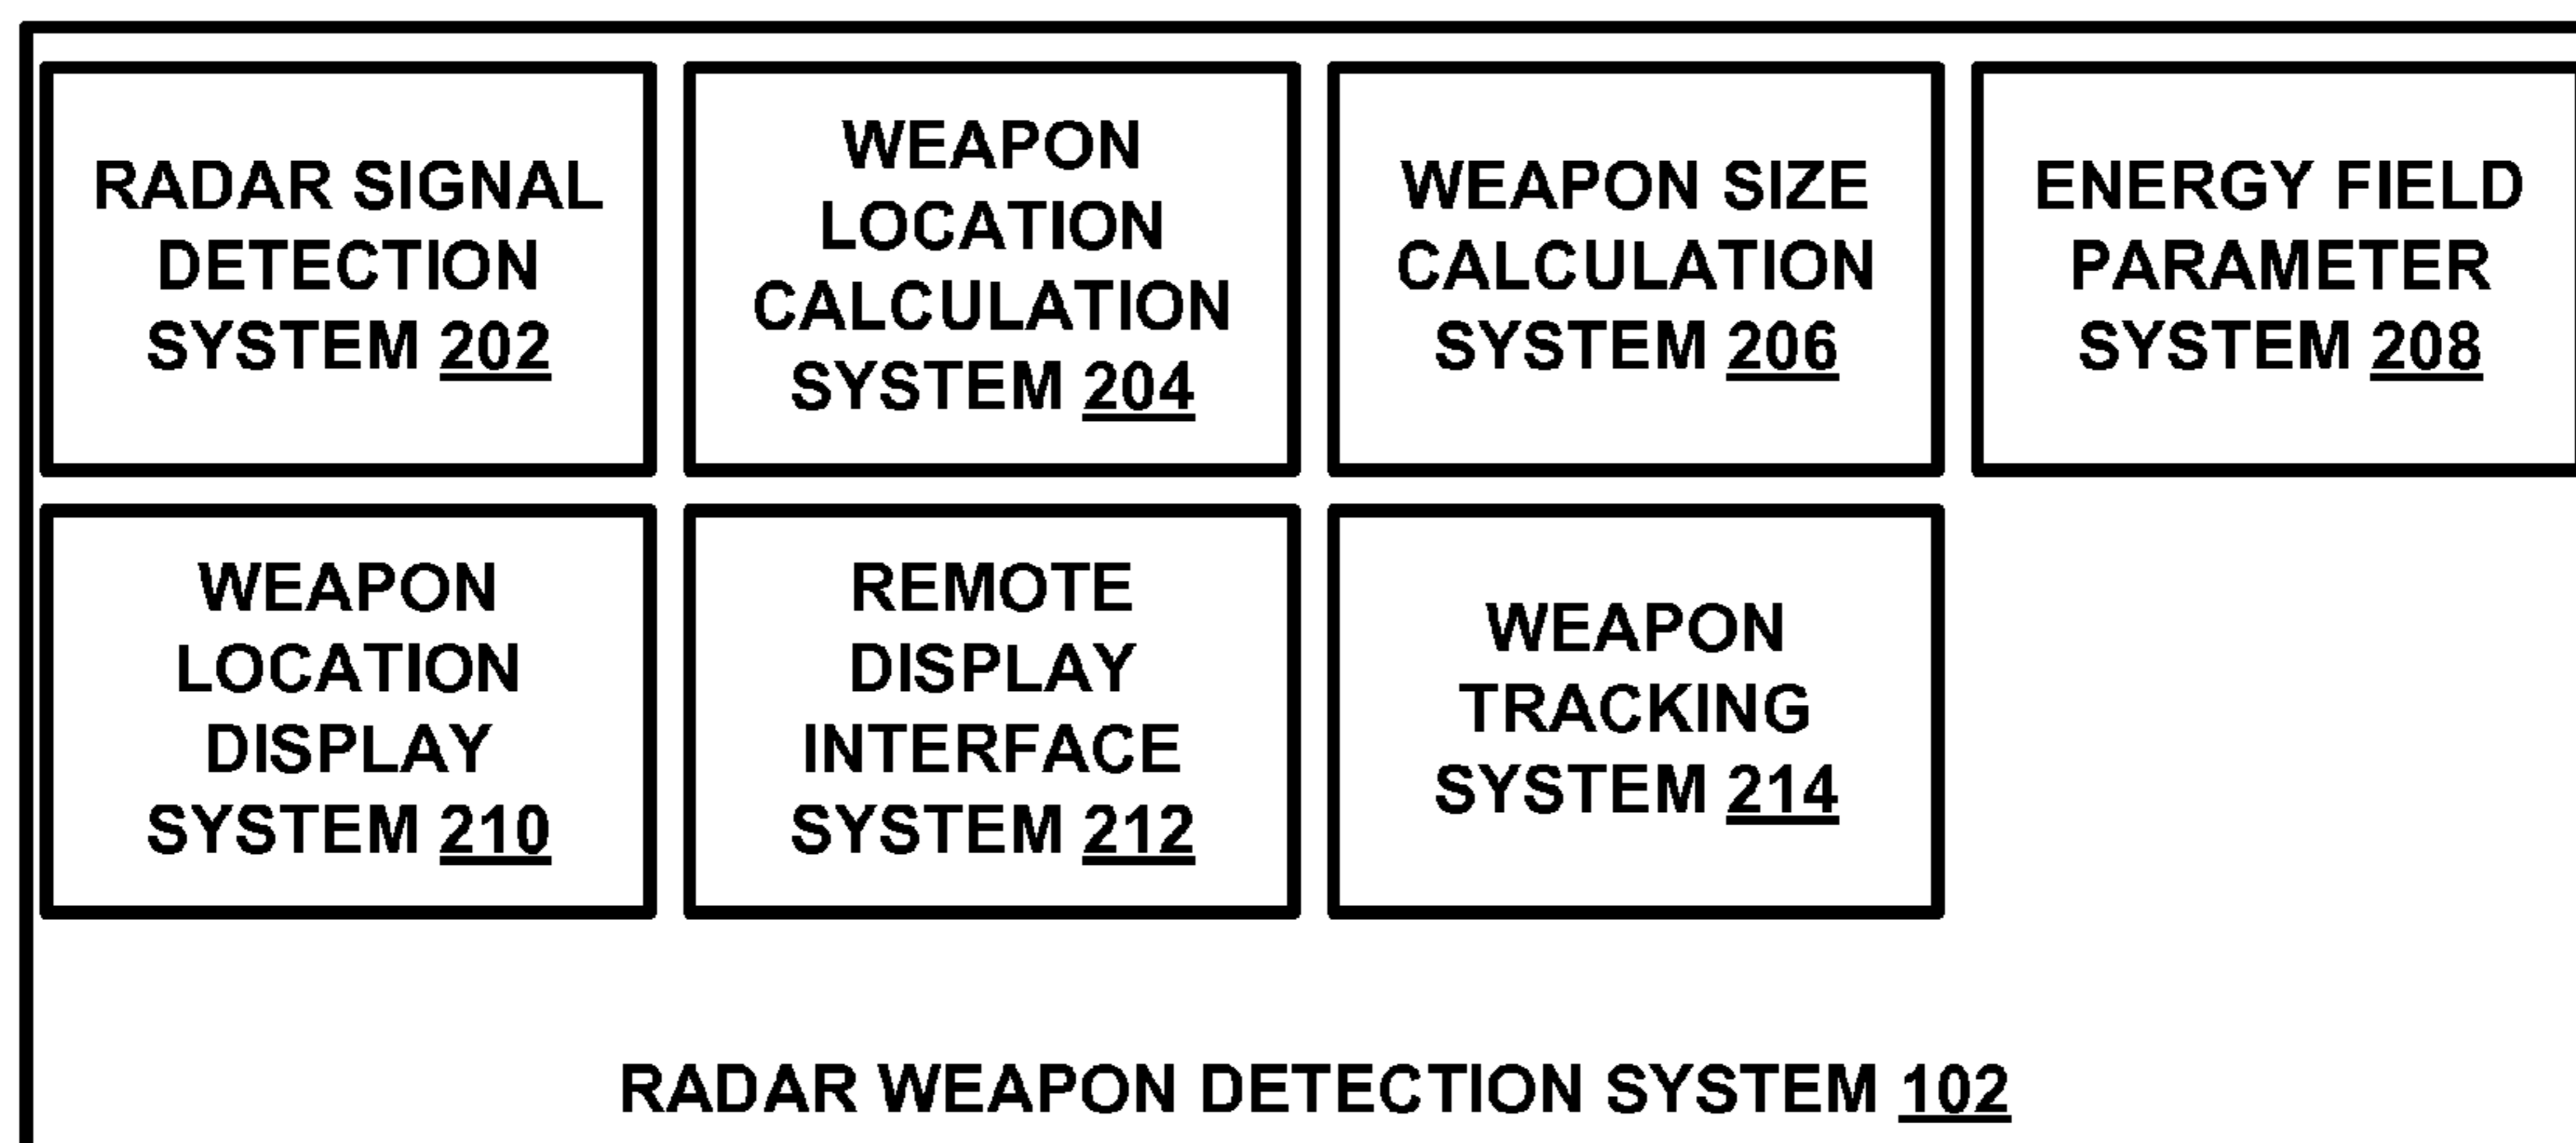 RADAR SIGNAL
DETECTION
SYSTEM 202
WEAPON
LOCATION
CALCULATION
SYSTEM 204
WEAPON SIZE
CALCULATION
SYSTEM 206
ENERGY FIELD
PARAMETER
SYSTEM 208
WEAPON
LOCATION
DISPLAY
SYSTEM 210
REMOTE
DISPLAY
INTERFACE
SYSTEM 212
WEAPON
TRACKING
SYSTEM 214
RADAR WEAPON DETECTION SYSTEM 102